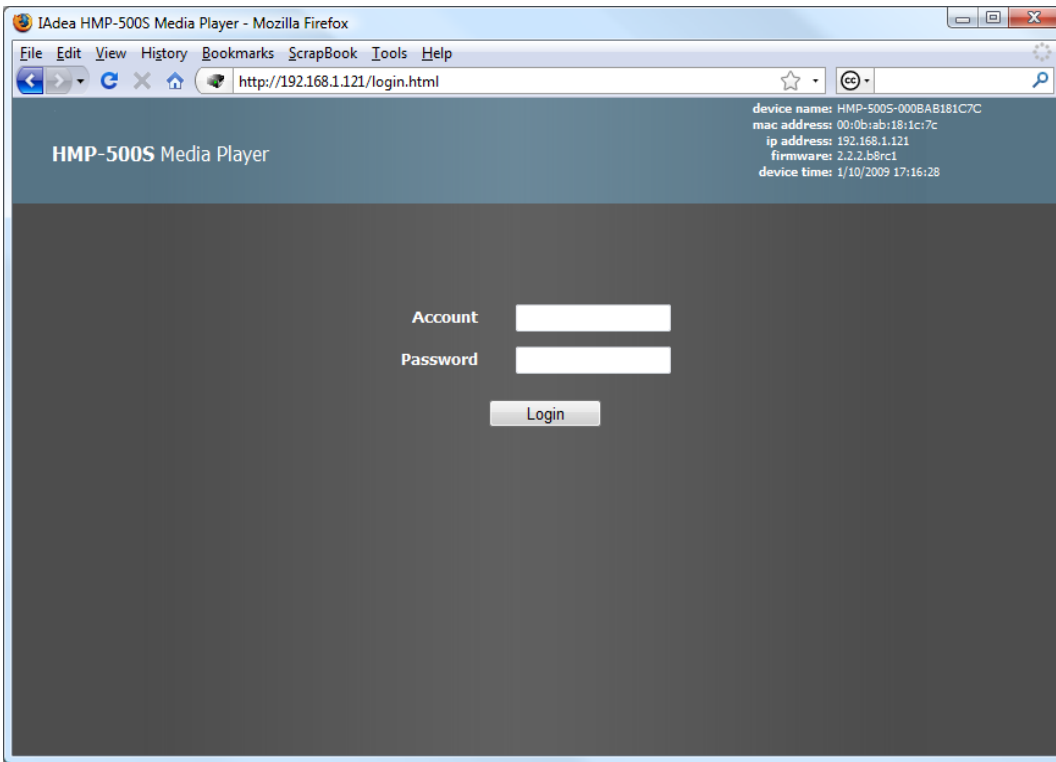 IAdea HMP-500S Media Player - Mozilla Firefox
File Edit View History Bookmarks ScrapBook Tools Help
http://192.168.1.121/login.html
HMP-500S Media Player
device name: HMP-500S-000BAB181C7C
mac address: 00:0b:ab:18:1c:7c
ip address: 192.168.1.121
firmware: 2.2.2.b8rc1
device time: 1/10/2009 17:16:28
Account
Password
Login